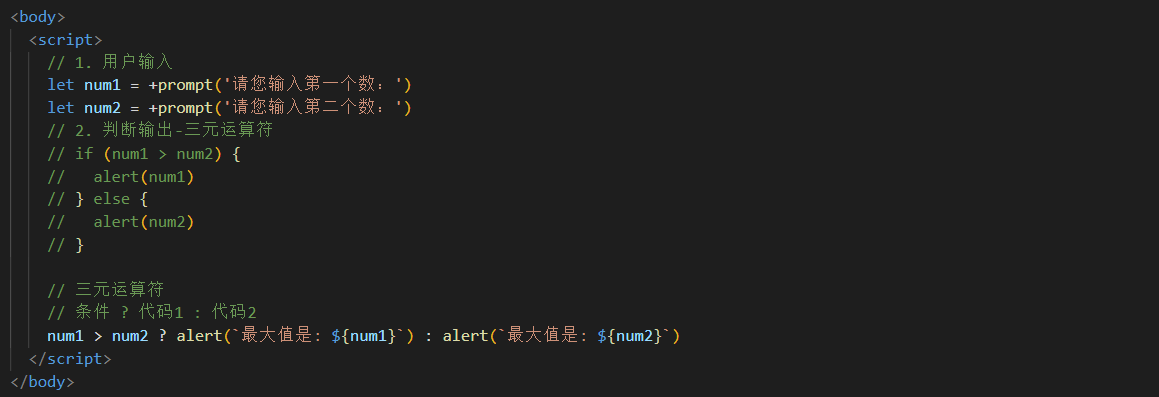 <body>
<script>
// 1. 用户输入
let num1 = +prompt('请您输入第一个数：')
let num2 = +prompt('请您输入第二个数：')
// 2. 判断输出-三元运算符
// if (num1 > num2) {
//   alert(num1)
// } else {
//   alert(num2)
// }
// 三元运算符
// 条件 ? 代码1 : 代码2
num1 > num2 ? alert(`最大值是: ${num1}`) : alert(`最大值是: ${num2}`)
</script>
</body>